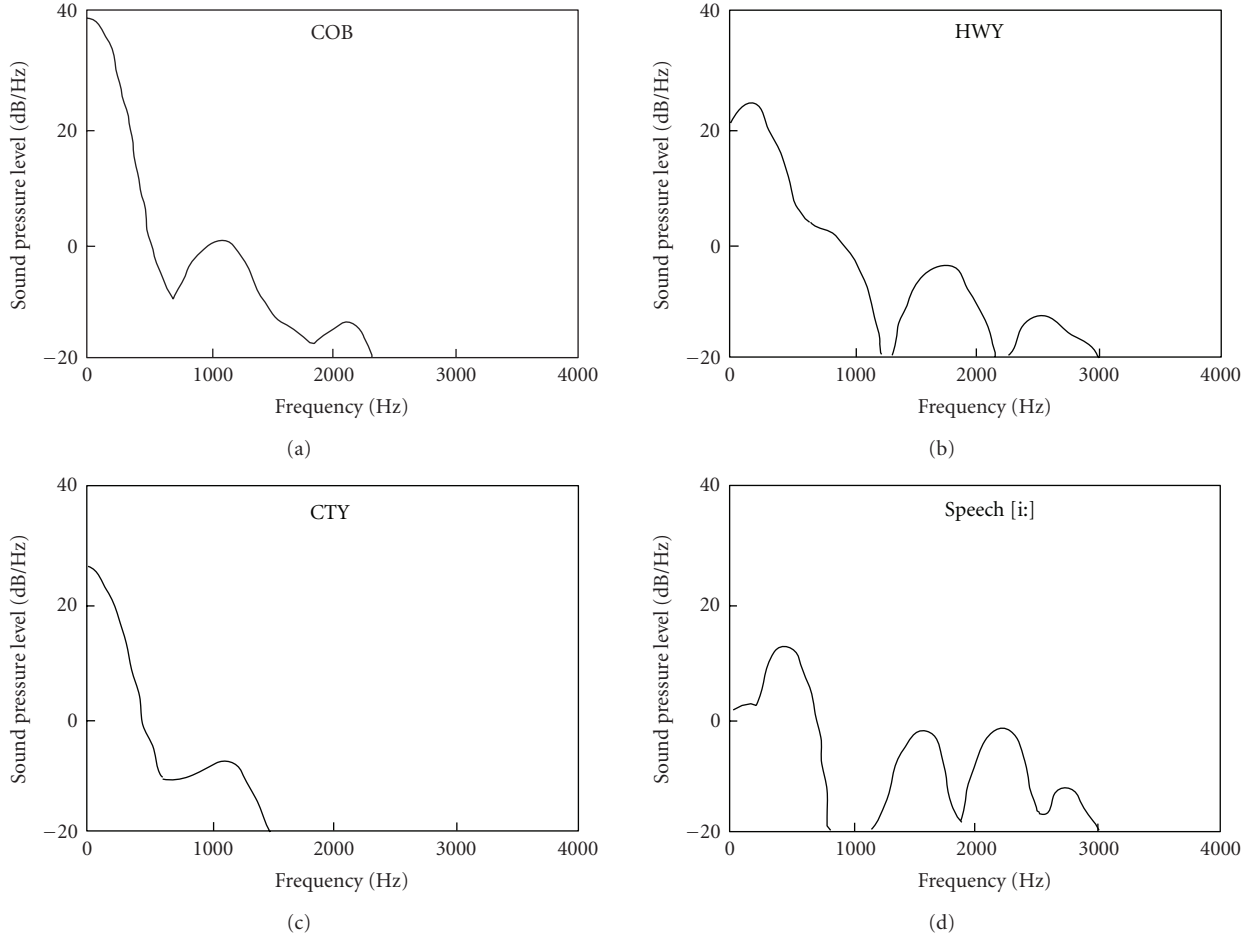 COB
Sound pressure level (dB/Hz)
40
20
0
−20
0 1000 2000 3000 4000
Frequency (Hz)
(a)
HWY
Sound pressure level (dB/Hz)
40
20
0
−20
0 1000 2000 3000 4000
Frequency (Hz)
(b)
CTY
Sound pressure level (dB/Hz)
40
20
0
−20
0 1000 2000 3000 4000
Frequency (Hz)
(c)
Speech [i:]
Sound pressure level (dB/Hz)
40
20
0
−20
0 1000 2000 3000 4000
Frequency (Hz)
(d)